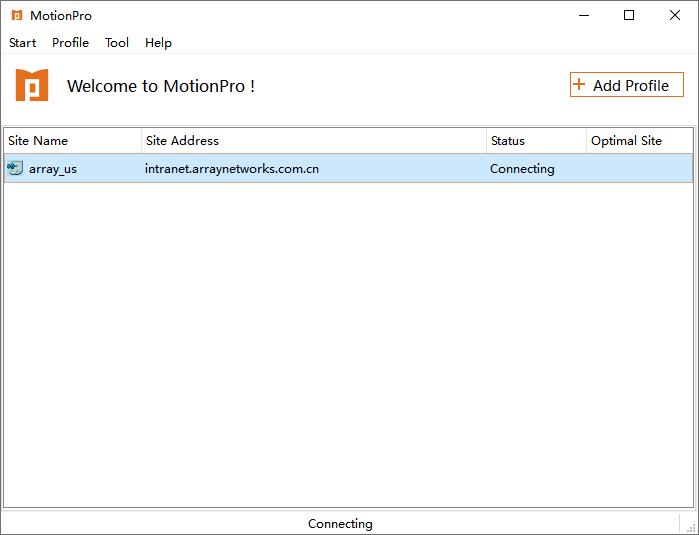 MotionPro
Start Profile Tool Help
Welcome to MotionPro !
Add Profile
Site Name Site Address Status Optimal Site
array_us intranet.arraynetworks.com.cn Connecting
Connecting